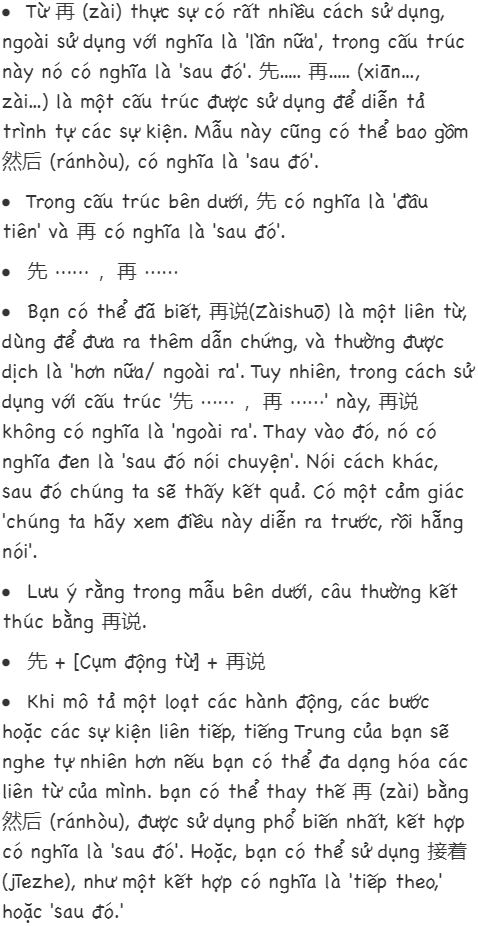 • Từ 再 (zài) thực sự có rất nhiều cách sử dụng,
ngoài sử dụng với nghĩa là 'lần nữa', trong cấu trúc
này nó có nghĩa là 'sau đó'. 先..... 再..... (xiān...,
zài...) là một cấu trúc được sử dụng để diễn tả
trình tự các sự kiện. Mẫu này cũng có thể bao gồm
然后 (ránhòu), có nghĩa là 'sau đó'.
• Trong cấu trúc bên dưới, 先 có nghĩa là 'đầu
tiên' và 再 có nghĩa là 'sau đó'.
• 先 ⋯⋯ ，再 ⋯⋯
• Bạn có thể đã biết, 再说(Zàishuō) là một liên từ,
dùng để đưa ra thêm dẫn chứng, và thường được
dịch là 'hơn nữa/ ngoài ra'. Tuy nhiên, trong cách sử
dụng với cấu trúc '先 ⋯⋯ ，再 ⋯⋯' này, 再说
không có nghĩa là 'ngoài ra'. Thay vào đó, nó có
nghĩa đen là 'sau đó nói chuyện'. Nói cách khác,
sau đó chúng ta sẽ thấy kết quả. Có một cảm giác
'chúng ta hãy xem điều này diễn ra trước, rồi hẵng
nói'.
• Lưu ý rằng trong mẫu bên dưới, câu thường kết
thúc bằng 再说.
• 先 + [Cụm động từ] + 再说
• Khi mô tả một loạt các hành động, các bước
hoặc các sự kiện liên tiếp, tiếng Trung của bạn sẽ
nghe tự nhiên hơn nếu bạn có thể đa dạng hóa các
liên từ của mình. bạn có thể thay thế 再 (zài) bằng
然后 (ránhòu), được sử dụng phổ biến nhất, kết hợp
có nghĩa là 'sau đó'. Hoặc, bạn có thể sử dụng 接着
(jīezhe), như một kết hợp có nghĩa là 'tiếp theo,'
hoặc 'sau đó.'